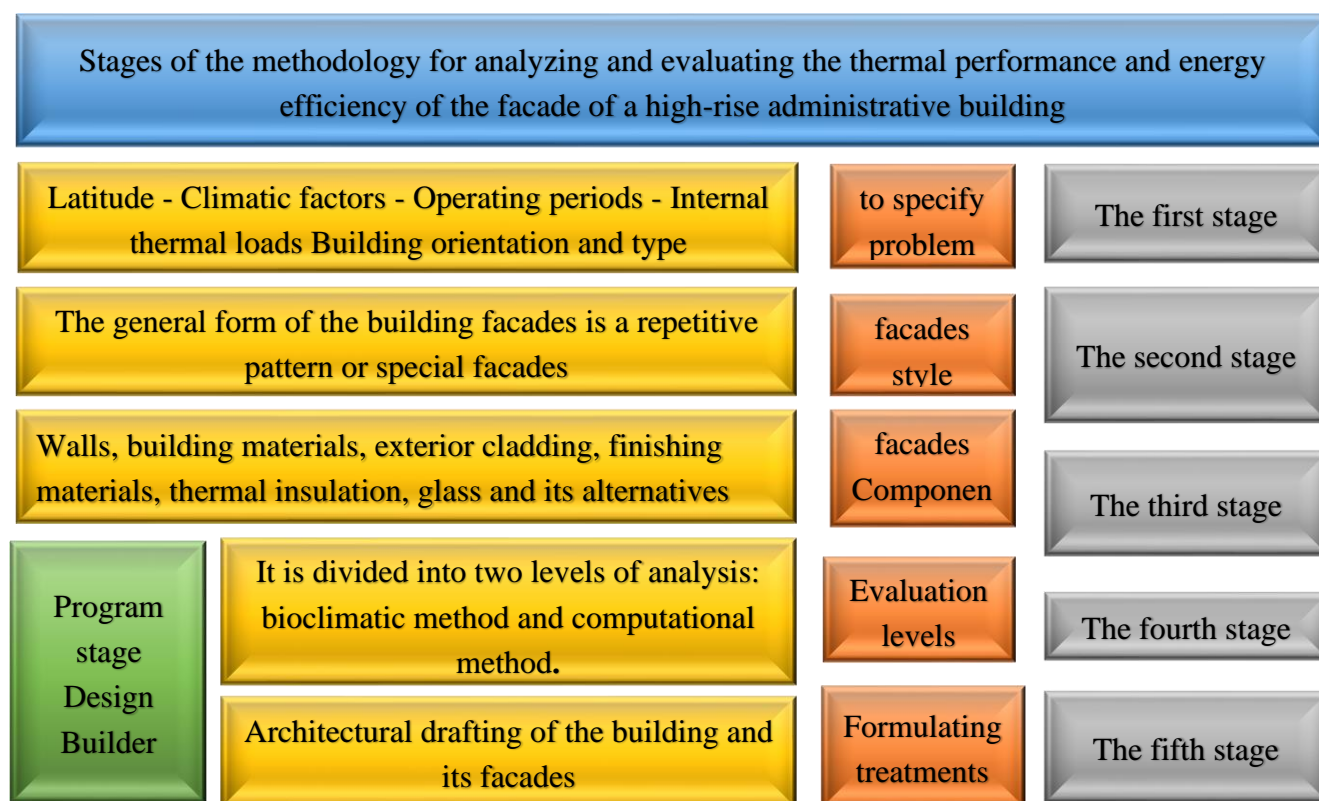 Stages of the methodology for analyzing and evaluating the thermal performance and energy
efficiency of the facade of a high-rise administrative building
Latitude - Climatic factors - Operating periods - Internal
thermal loads Building orientation and type
to specify
problem
The first stage
The general form of the building facades is a repetitive
pattern or special facades
facades
style
The second stage
Walls, building materials, exterior cladding, finishing
materials, thermal insulation, glass and its alternatives
facades
Componen
The third stage
Program
stage
Design
Builder
It is divided into two levels of analysis:
bioclimatic method and computational
method.
Evaluation
levels
The fourth stage
Architectural drafting of the building and
its facades
Formulating
treatments
The fifth stage